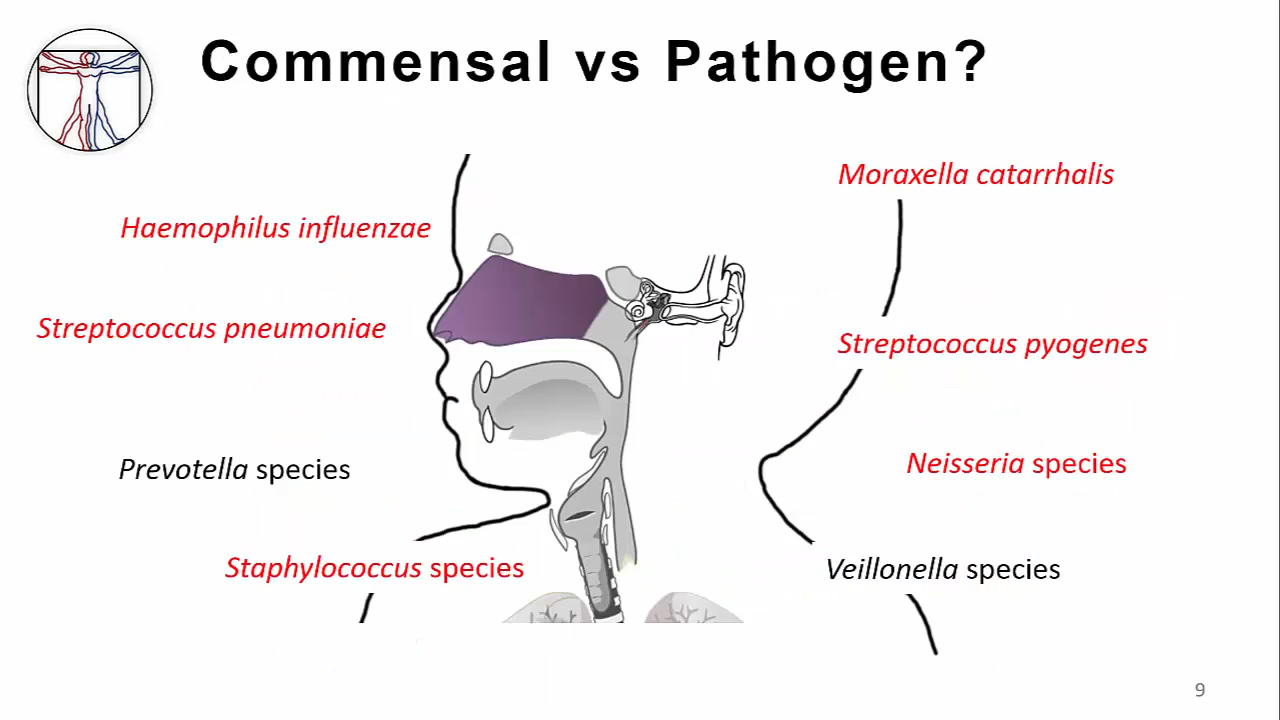 Commensal vs Pathogen?
Moraxella catarrhalis
Haemophilus influenzae
Streptococcus pneumoniae
Streptococcus pyogenes
Prevotella species
Neisseria species
Staphylococcus species
Veillonella species
9